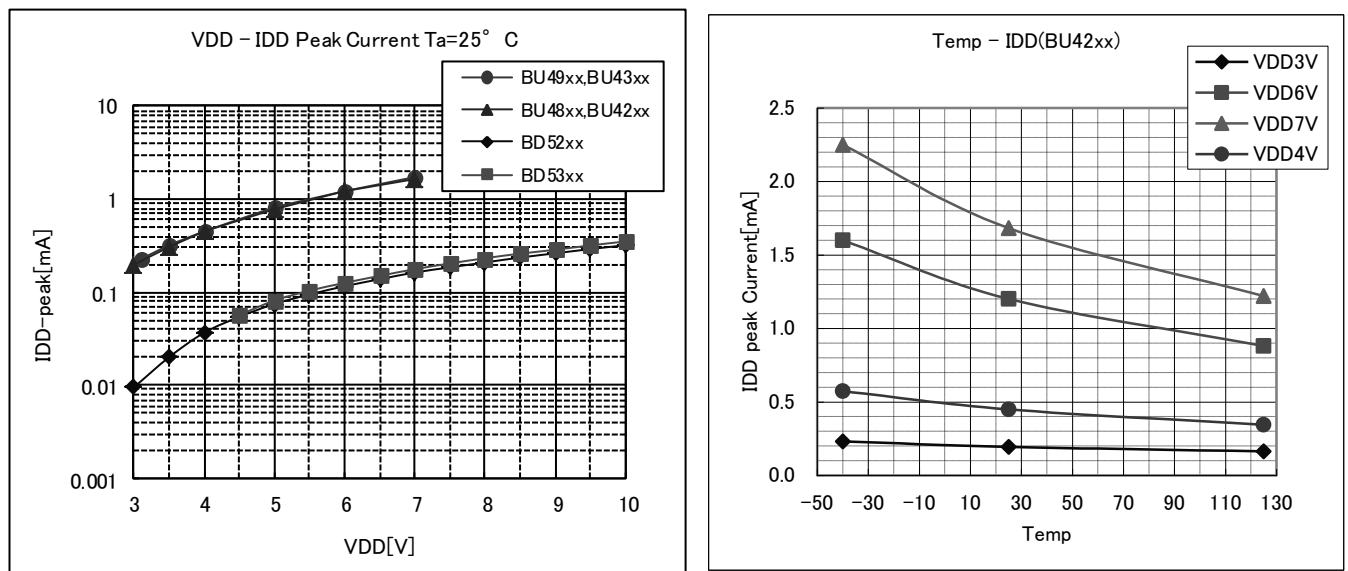 VDD – IDD Peak Current Ta=25° C
BU49xx,BU43xx
BU48xx,BU42xx
BD52xx
BD53xx
10
1
0.1
0.01
0.001
IDD-peak[mA]
3 4 5 6 7 8 9 10
VDD[V]
Temp – IDD(BU42xx)
VDD3V
VDD6V
VDD7V
VDD4V
2.5
2.0
1.5
1.0
0.5
0.0
IDD peak Current[mA]
−50 −30 −10 10 30 50 70 90 110 130
Temp